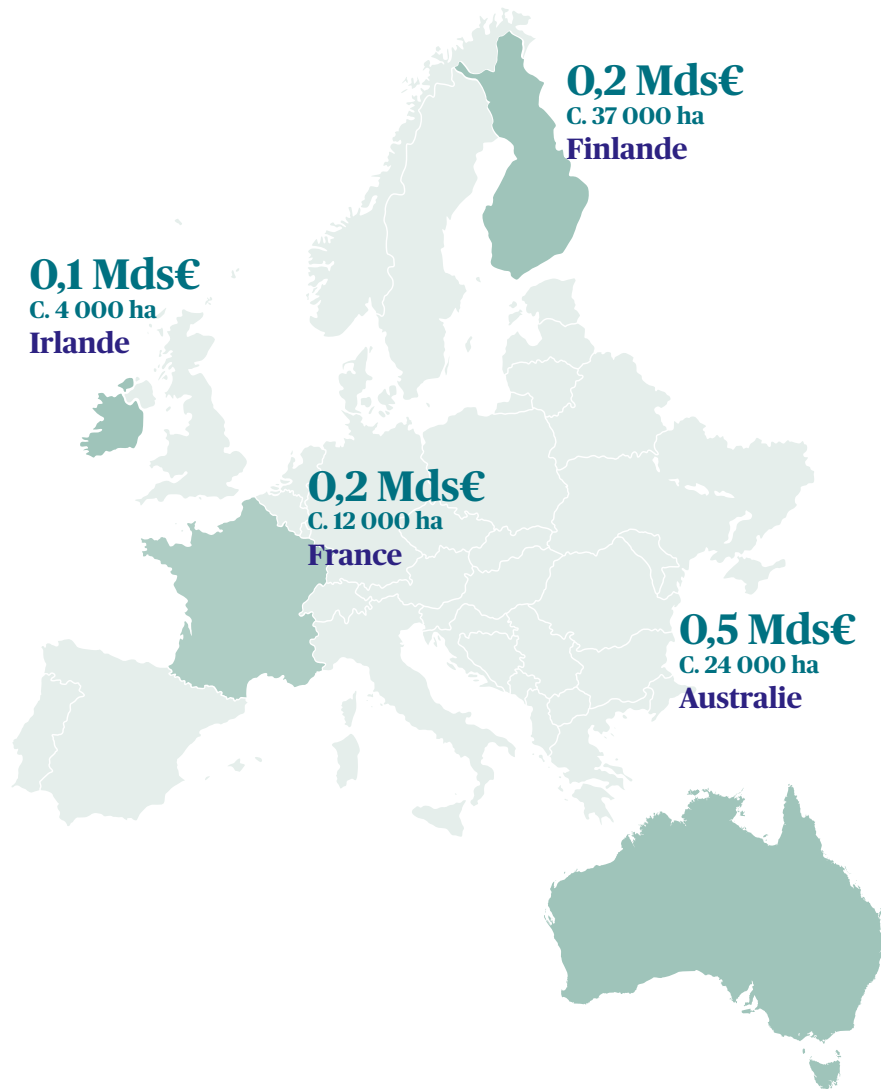 0,2 Mds€
C. 37 000 ha
Finlande
0,1 Mds€
C. 4 000 ha
Irlande
0,2 Mds€
C. 12 000 ha
France
0,5 Mds€
C. 24 000 ha
Australie